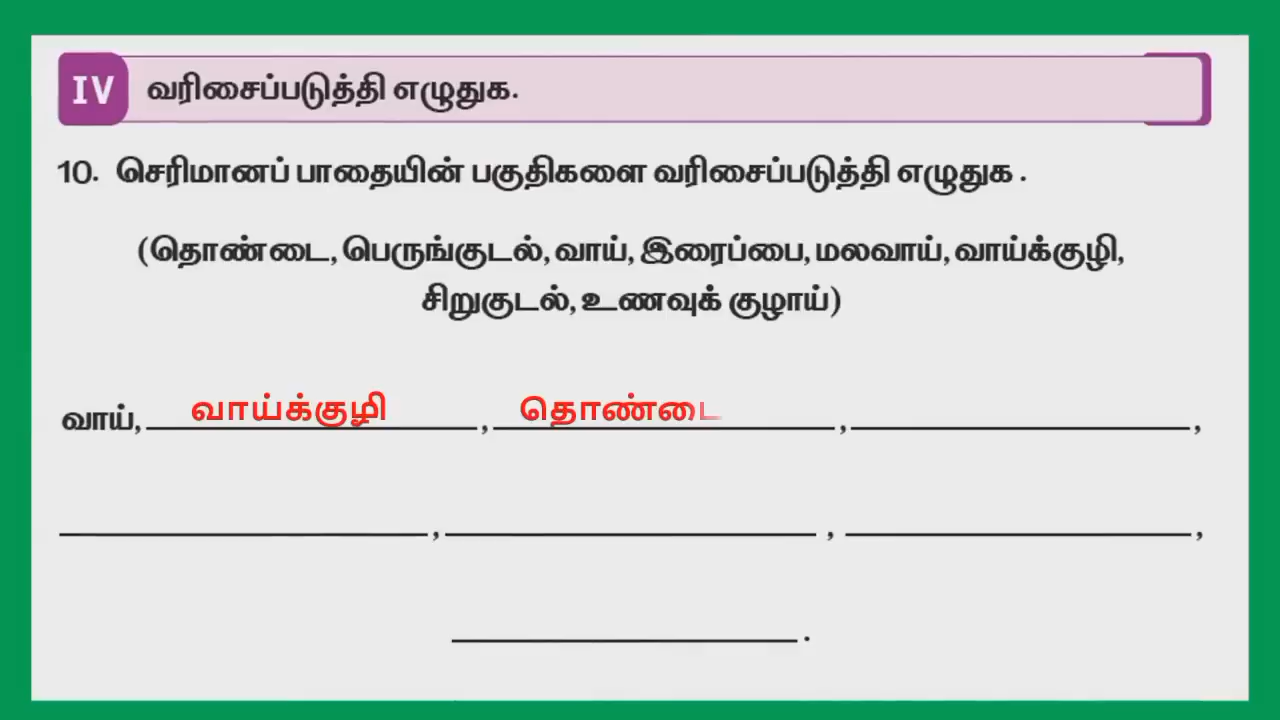 IV வரிசைப்படுத்தி எழுதுக.
10. செரிமானப் பாதையின் பகுதிகளை வரிசைப்படுத்தி எழுதுக .
(தொண்டை, பெருங்குடல், வாய், இரைப்பை, மலவாய், வாய்க்குழி,
சிறுகுடல், உணவுக் குழாய்)
வாய், வாய்க்குழி , தொண்டை , ,
, , ,
.